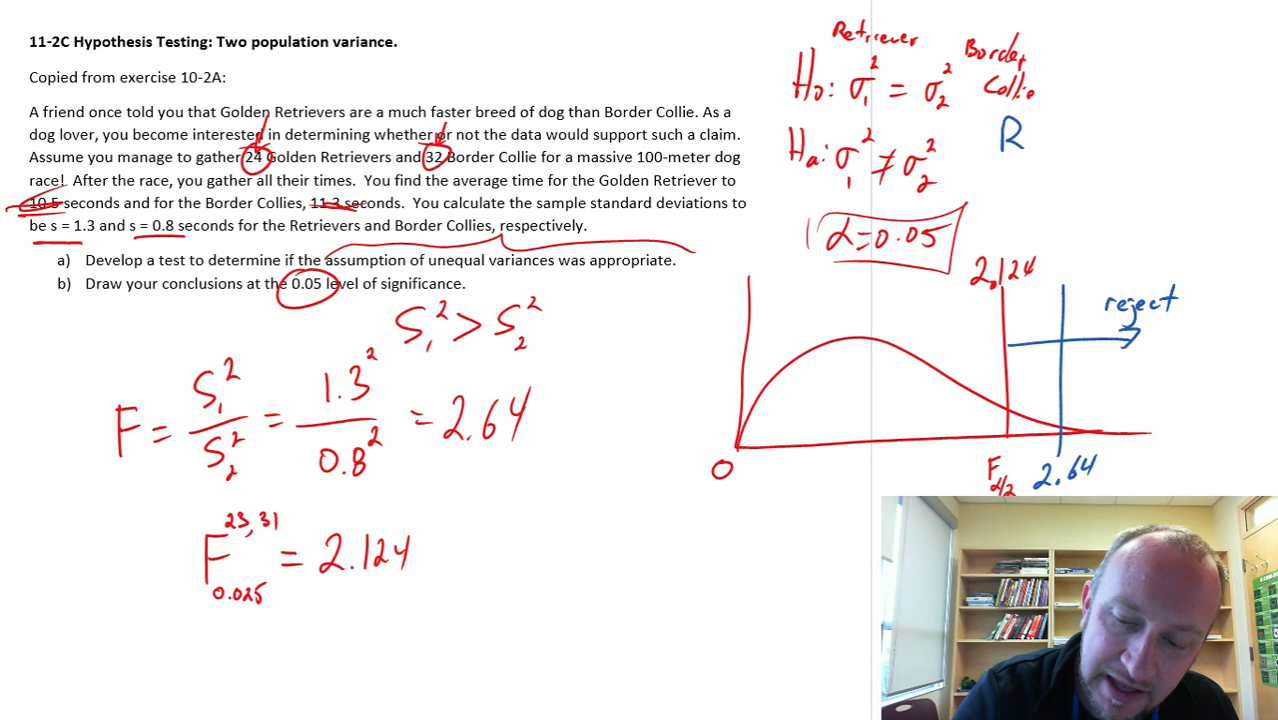 11-2C Hypothesis Testing: Two population variance.
Copied from exercise 10-2A:
A friend once told you that Golden Retrievers are a much faster breed of dog than Border Collie. As a
dog lover, you become interested in determining whether or not the data would support such a claim.
Assume you manage to gather 24 Golden Retrievers and 32 Border Collie for a massive 100-meter dog
race!  After the race, you gather all their times.  You find the average time for the Golden Retriever to
10.5 seconds and for the Border Collies, 11.3 seconds.  You calculate the sample standard deviations to
be s = 1.3 and s = 0.8 seconds for the Retrievers and Border Collies, respectively.
a) Develop a test to determine if the assumption of unequal variances was appropriate.
b) Draw your conclusions at the 0.05 level of significance.
S₁² > S₂²
F = S₁²/S₂² = 1.3²/0.8² = 2.64
F 23,31 0.025 = 2.124
Retriever Border Collie
H₀: σ₁² = σ₂²
R
Hₐ: σ₁² ≠ σ₂²
α=0.05
2.124
reject
0
F α/2 2.64